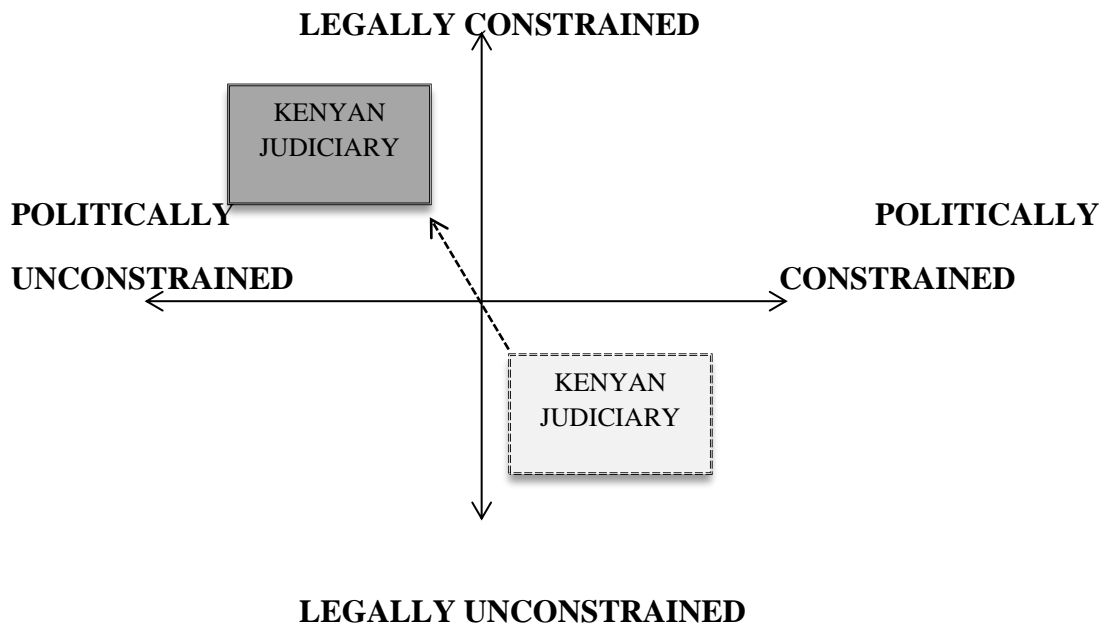 LEGALLY CONSTRAINED
KENYAN
JUDICIARY
POLITICALLY
POLITICALLY
UNCONSTRAINED
CONSTRAINED
KENYAN
JUDICIARY
LEGALLY UNCONSTRAINED